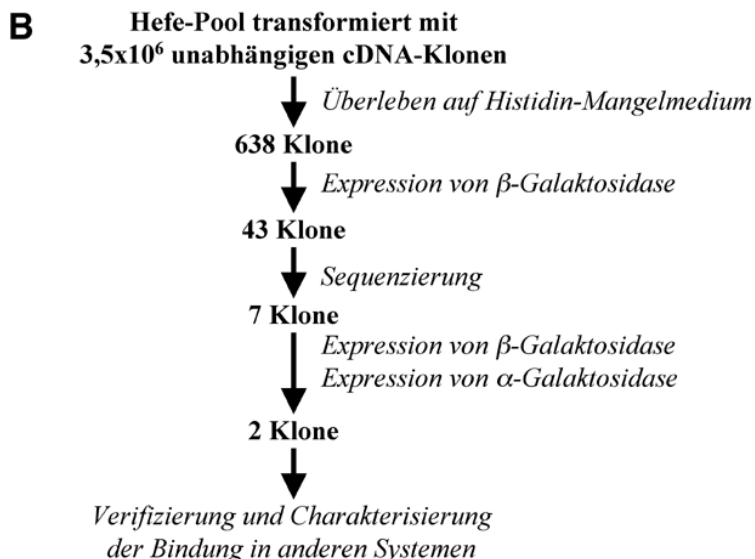 B
Hefe-Pool transformiert mit
3,5x10⁶ unabhängigen cDNA-Klonen
Überleben auf Histidin-Mangelmedium
638 Klone
Expression von β-Galaktosidase
43 Klone
Sequenzierung
7 Klone
Expression von β-Galaktosidase
Expression von α-Galaktosidase
2 Klone
Verifizierung und Charakterisierung
der Bindung in anderen Systemen